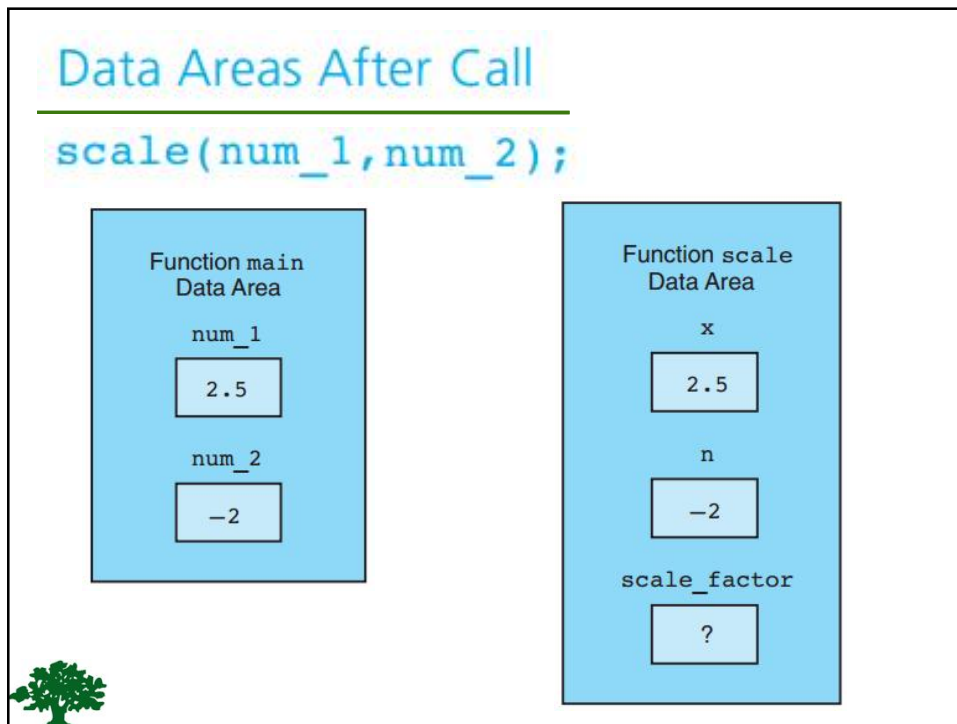 Data Areas After Call
scale(num_1,num_2);
Function main
Data Area
num_1
2.5
num_2
–2
Function scale
Data Area
x
2.5
n
–2
scale_factor
?